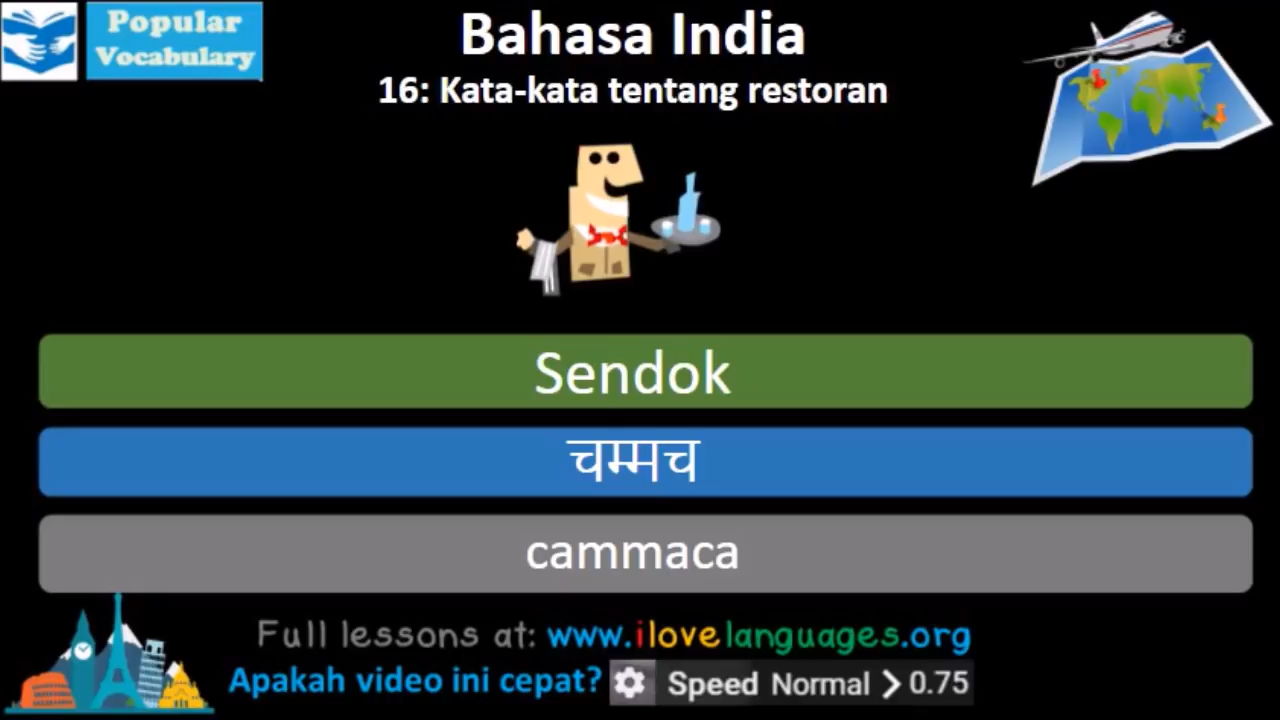 Popular
Vocabulary
Bahasa India
16: Kata-kata tentang restoran
Sendok
चम्मच
cammaca
Full lessons at: www.ilovelanguages.org
Apakah video ini cepat? Speed Normal > 0.75